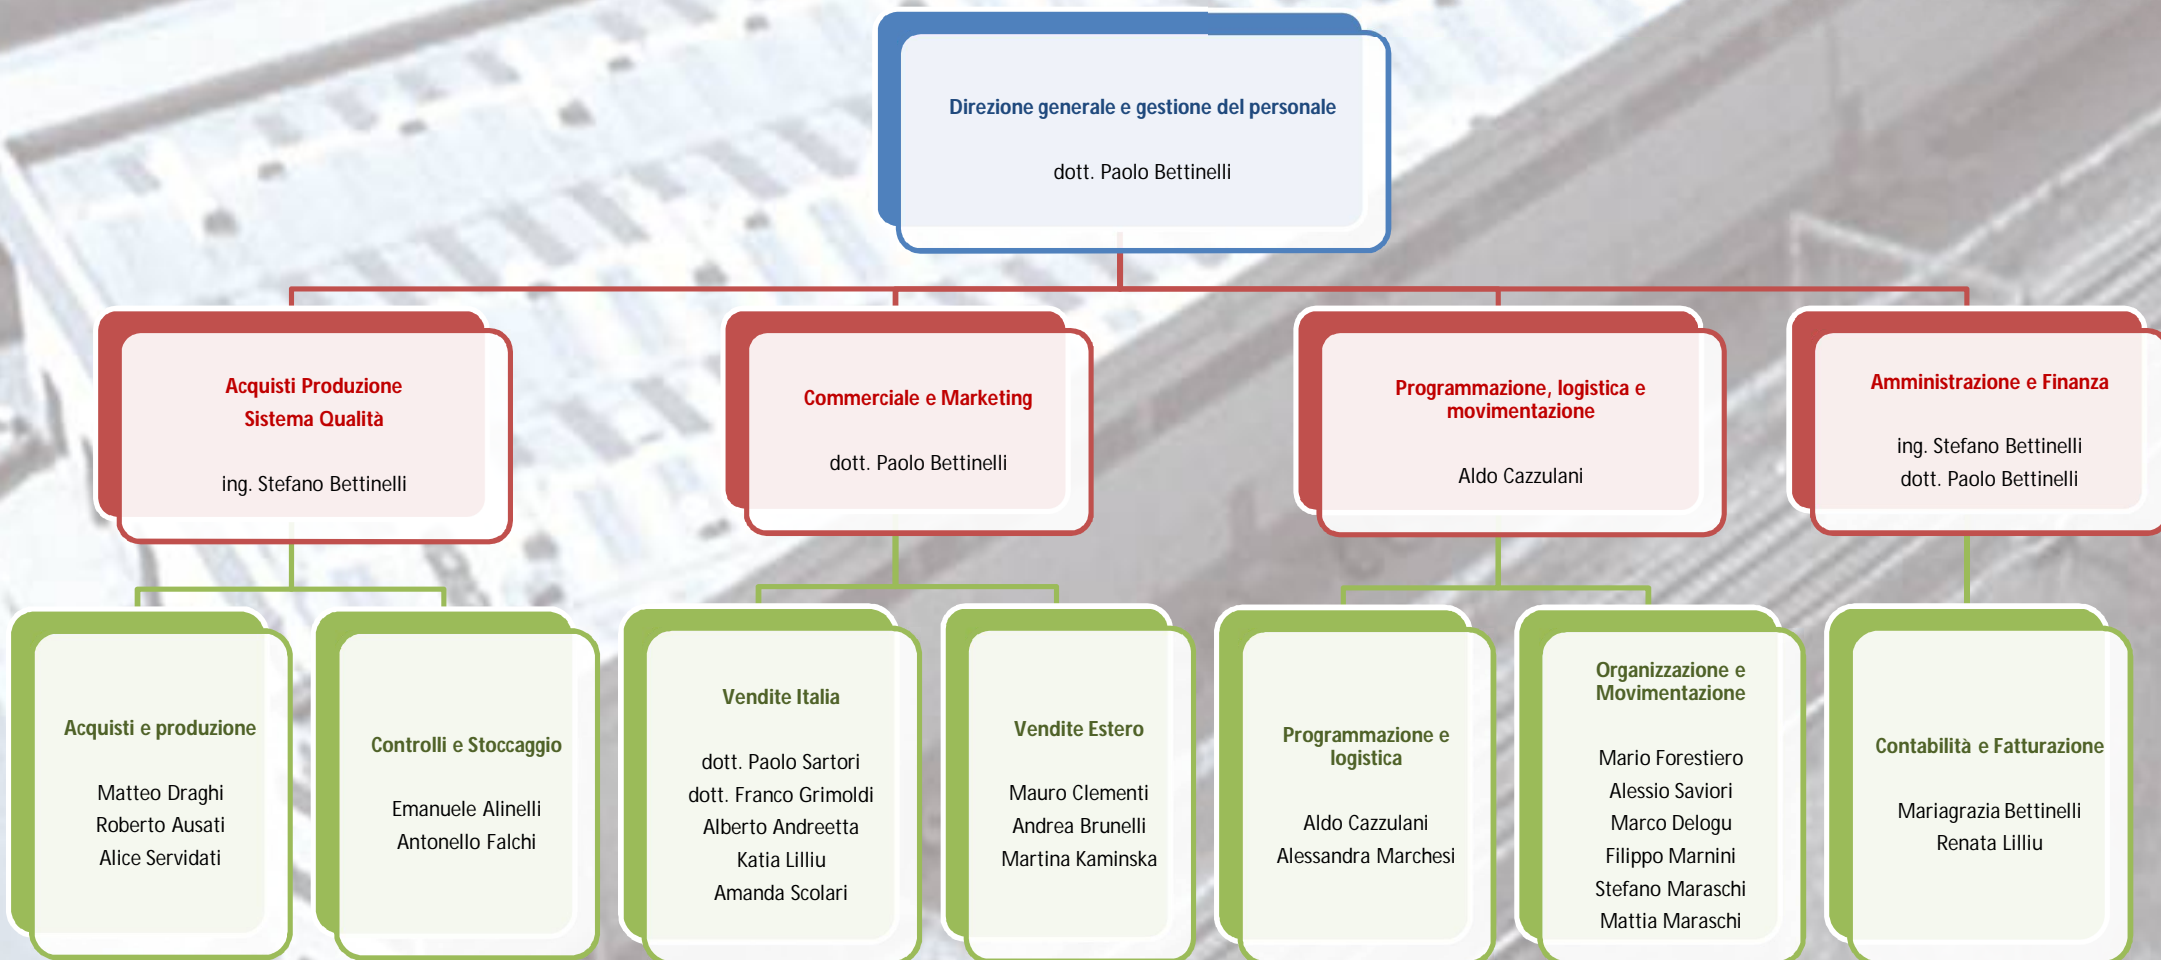 Direzione generale e gestione del personale
dott. Paolo Bettinelli
Acquisti Produzione
Sistema Qualità
ing. Stefano Bettinelli
Commerciale e Marketing
dott. Paolo Bettinelli
Programmazione, logistica e
movimentazione
Aldo Cazzulani
Amministrazione e Finanza
ing. Stefano Bettinelli
dott. Paolo Bettinelli
Acquisti e produzione
Matteo Draghi
Roberto Ausati
Alice Servidati
Controlli e Stoccaggio
Emanuele Alinelli
Antonello Falchi
Vendite Italia
dott. Paolo Sartori
dott. Franco Grimoldi
Alberto Andreetta
Katia Lilliu
Amanda Scolari
Vendite Estero
Mauro Clementi
Andrea Brunelli
Martina Kaminska
Programmazione e
logistica
Aldo Cazzulani
Alessandra Marchesi
Organizzazione e
Movimentazione
Mario Forestiero
Alessio Saviori
Marco Delogu
Filippo Marnini
Stefano Maraschi
Mattia Maraschi
Contabilità e Fatturazione
Mariagrazia Bettinelli
Renata Lilliu